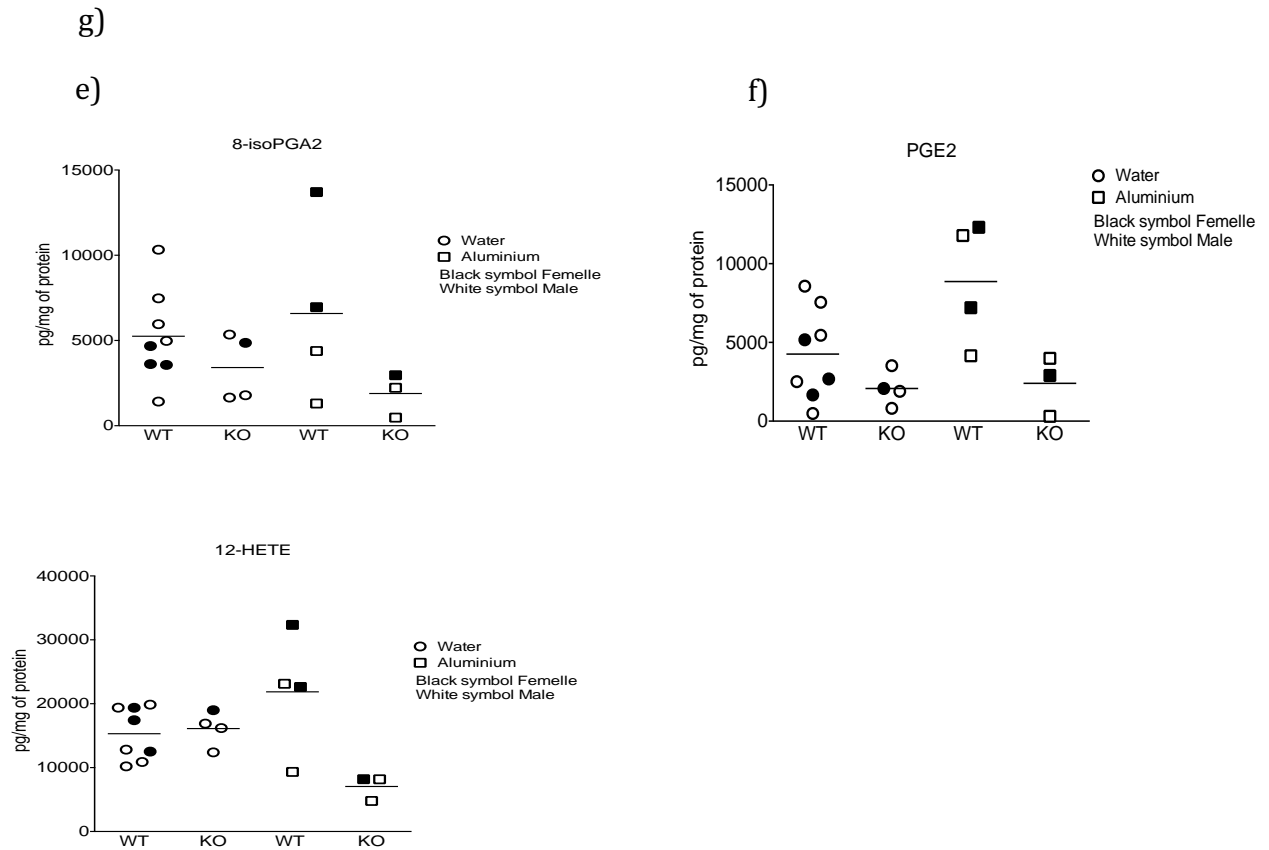 g)
e)
f)
8-isoPGA2
15000
10000
5000
0
pg/mg of protein
WT KO WT KO
Water
Aluminium
Black symbol Femelle
White symbol Male
PGE2
15000
10000
5000
0
pg/mg of protein
WT KO WT KO
Water
Aluminium
Black symbol Femelle
White symbol Male
12-HETE
40000
30000
20000
10000
0
pg/mg of protein
WT KO WT KO
Water
Aluminium
Black symbol Femelle
White symbol Male